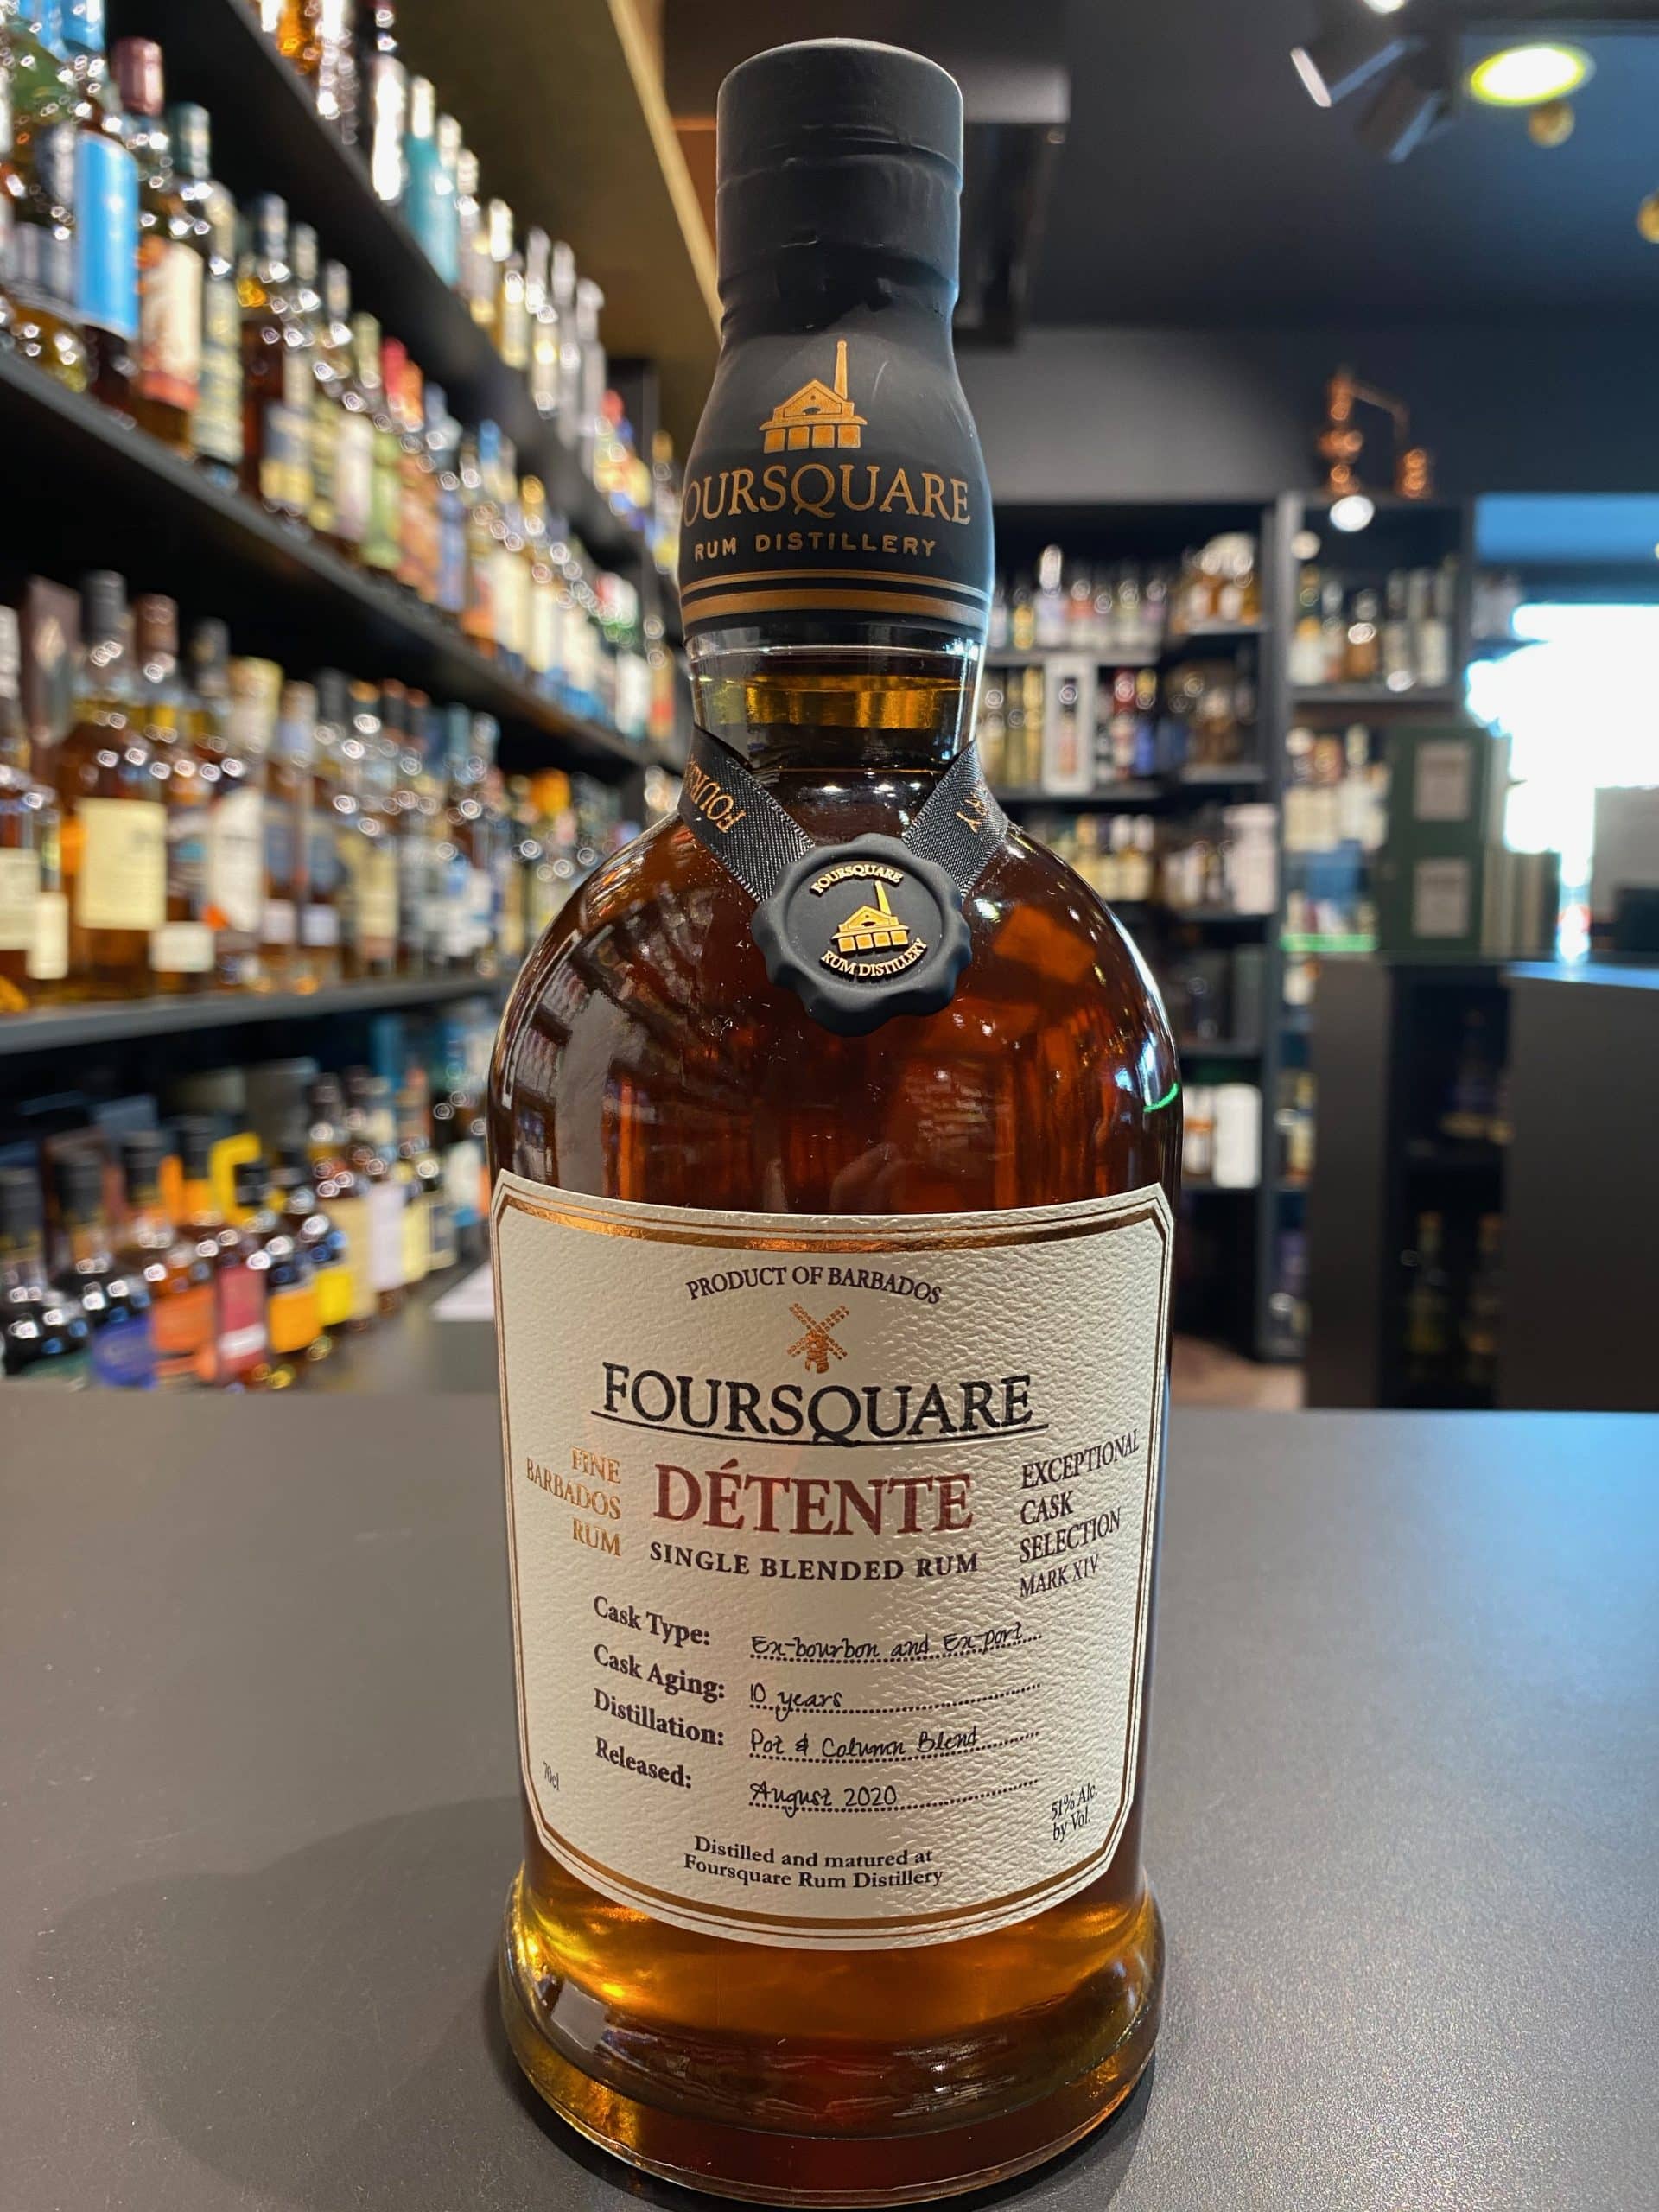 OURSQUARE
RUM DISTILLERY
FOURS
FOURSQUARE
RUM DISTILLERY
PRODUCT OF BARBADOS
FOURSQUARE
FINE
BARBADOS
RUM
DÉTENTE
SINGLE BLENDED RUM
EXCEPTIONAL
CASK
SELECTION
MARK XIV
Cask Type: Ex-bourbon and Ex-port
Cask Aging: 10 years
Distillation: Pot & Column Blend
Released: August 2020
70cl
51% Alc.
by Vol.
Distilled and matured at
Foursquare Rum Distillery